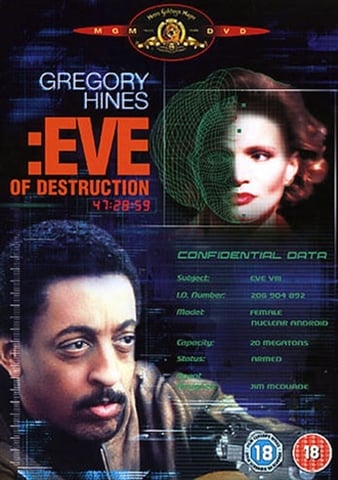 MGM DVD
GREGORY
HINES
:EVE
OF DESTRUCTION
47:28:59
CONFIDENTIAL DATA
Subject: EVE VIII
I.D. Number: 206 904 892
Model: FEMALE
NUCLEAR ANDROID
Capacity: 20 MEGATONS
Status: ARMED
JIM MCQUADE
18 18